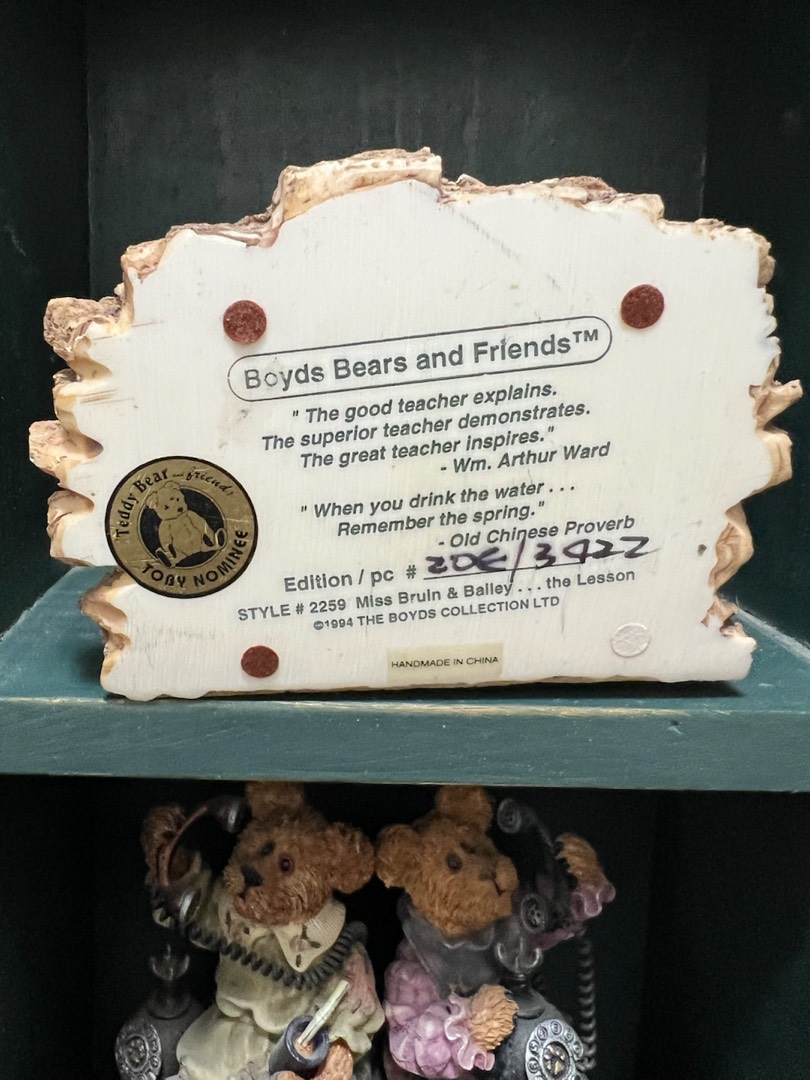 Boyds Bears and Friends™
" The good teacher explains.
The superior teacher demonstrates.
The great teacher inspires."
- Wm. Arthur Ward
" When you drink the water . . .
Remember the spring."
- Old Chinese Proverb
Edition / pc # 20E/3422
STYLE # 2259 Miss Bruin & Bailey . . . the Lesson
©1994 THE BOYDS COLLECTION LTD
HANDMADE IN CHINA
Teddy Bear and friends
TOBY NOMINEE